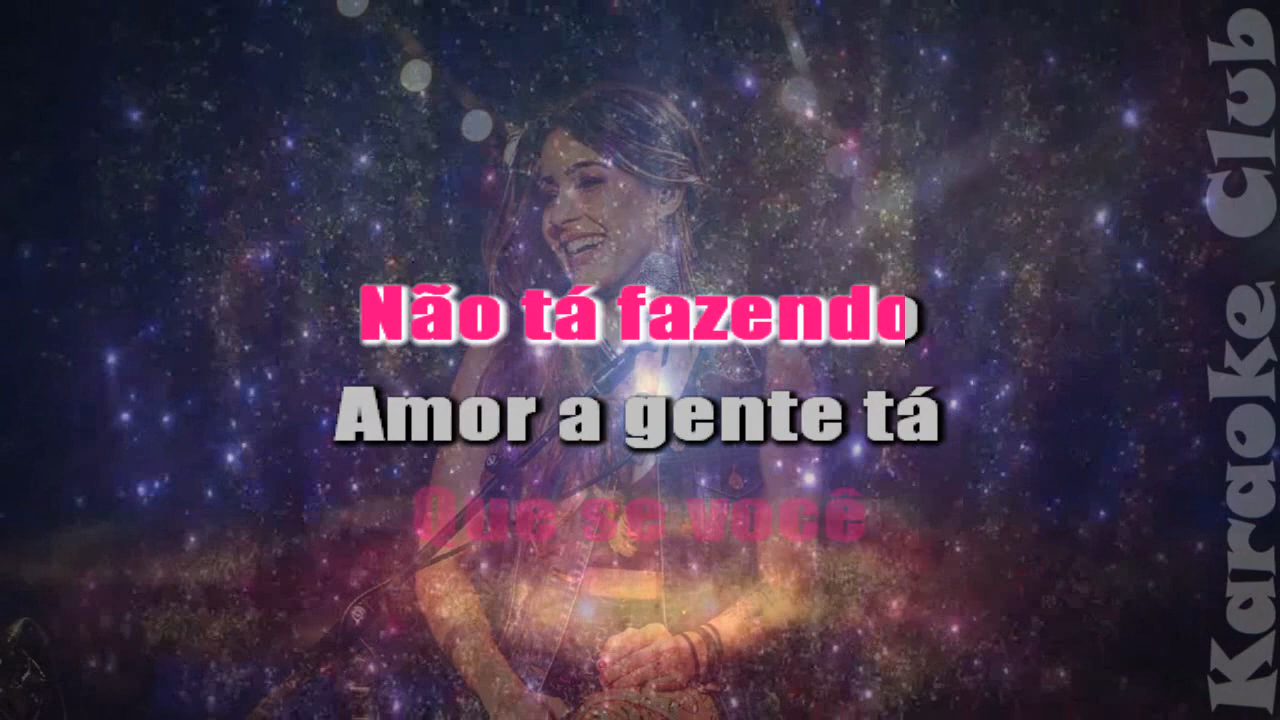 Não tá fazendo
Amor a gente tá
Que se você
Karaoke Club